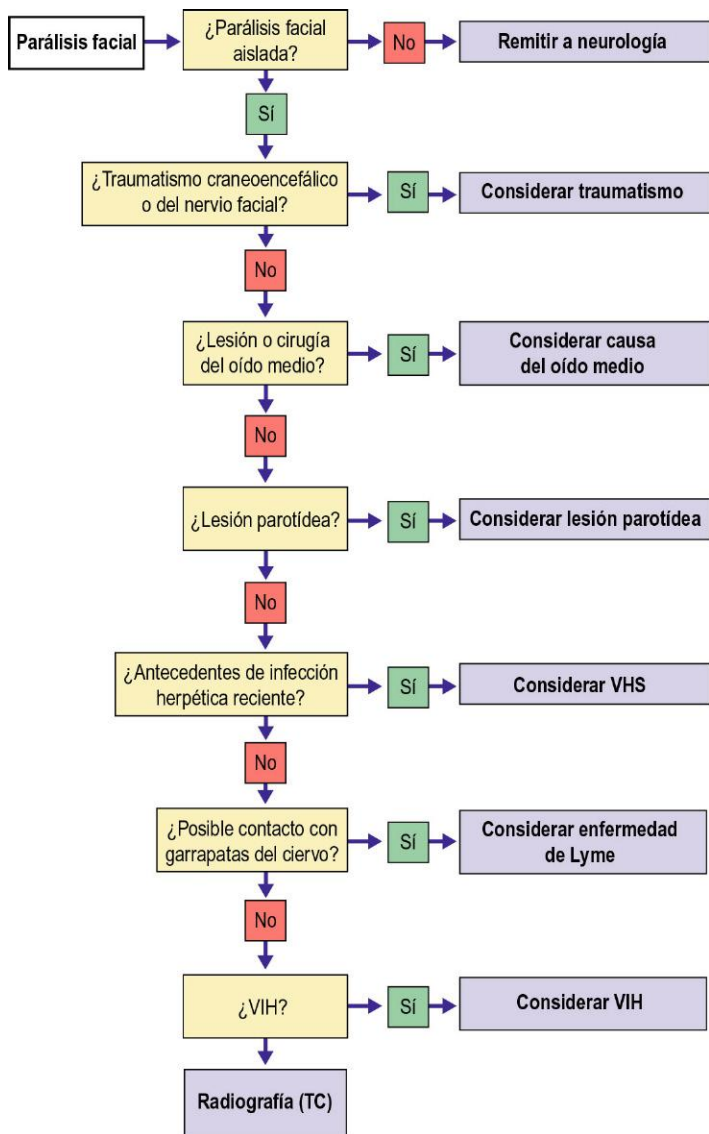 Parálisis facial
¿Parálisis facial
aislada?
No
Remitir a neurología
Sí
¿Traumatismo craneoencefálico
o del nervio facial?
Sí
Considerar traumatismo
No
¿Lesión o cirugía
del oído medio?
Sí
Considerar causa
del oído medio
No
¿Lesión parotídea?
Sí
Considerar lesión parotídea
No
¿Antecedentes de infección
herpética reciente?
Sí
Considerar VHS
No
¿Posible contacto con
garrapatas del ciervo?
Sí
Considerar enfermedad
de Lyme
No
¿VIH?
Sí
Considerar VIH
Radiografía (TC)